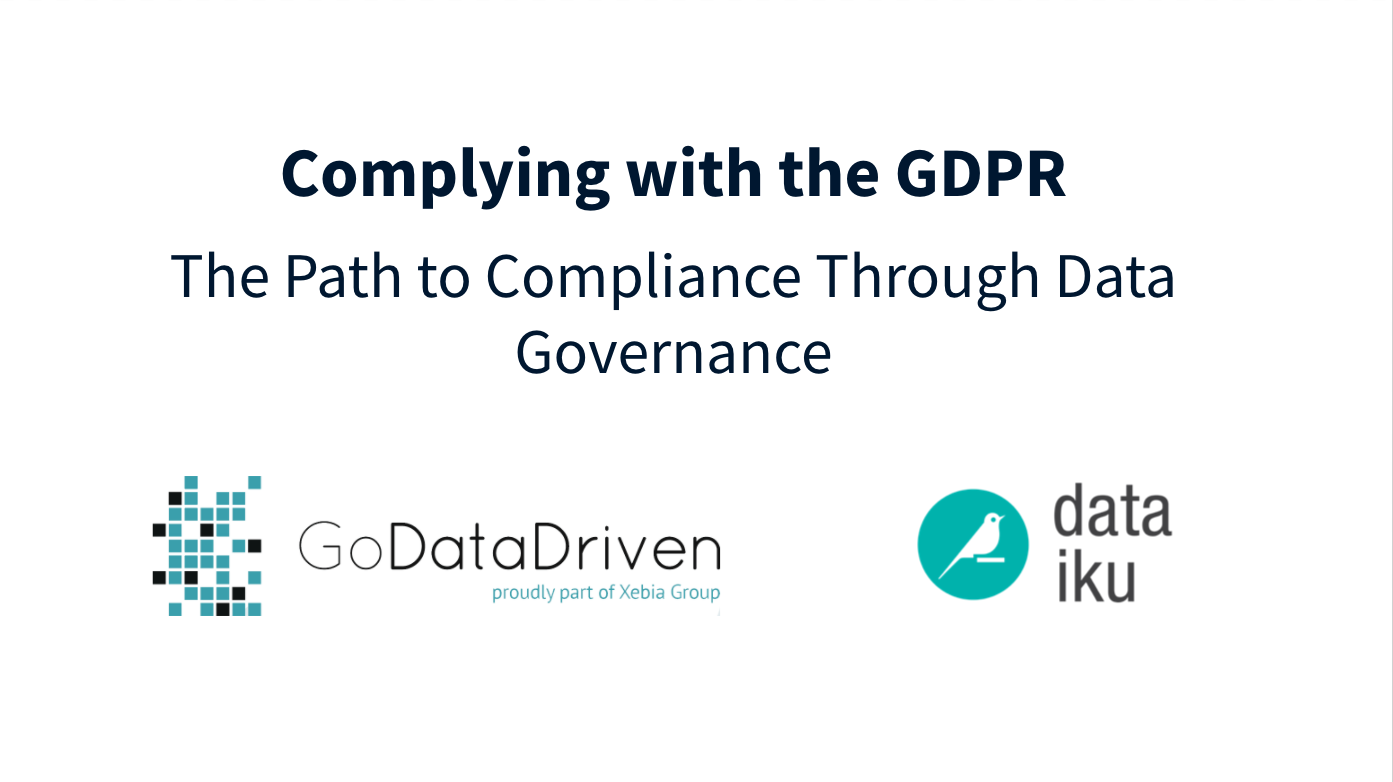 Complying with the GDPR
The Path to Compliance Through Data
Governance
GoDataDriven
proudly part of Xebia Group
data
iku